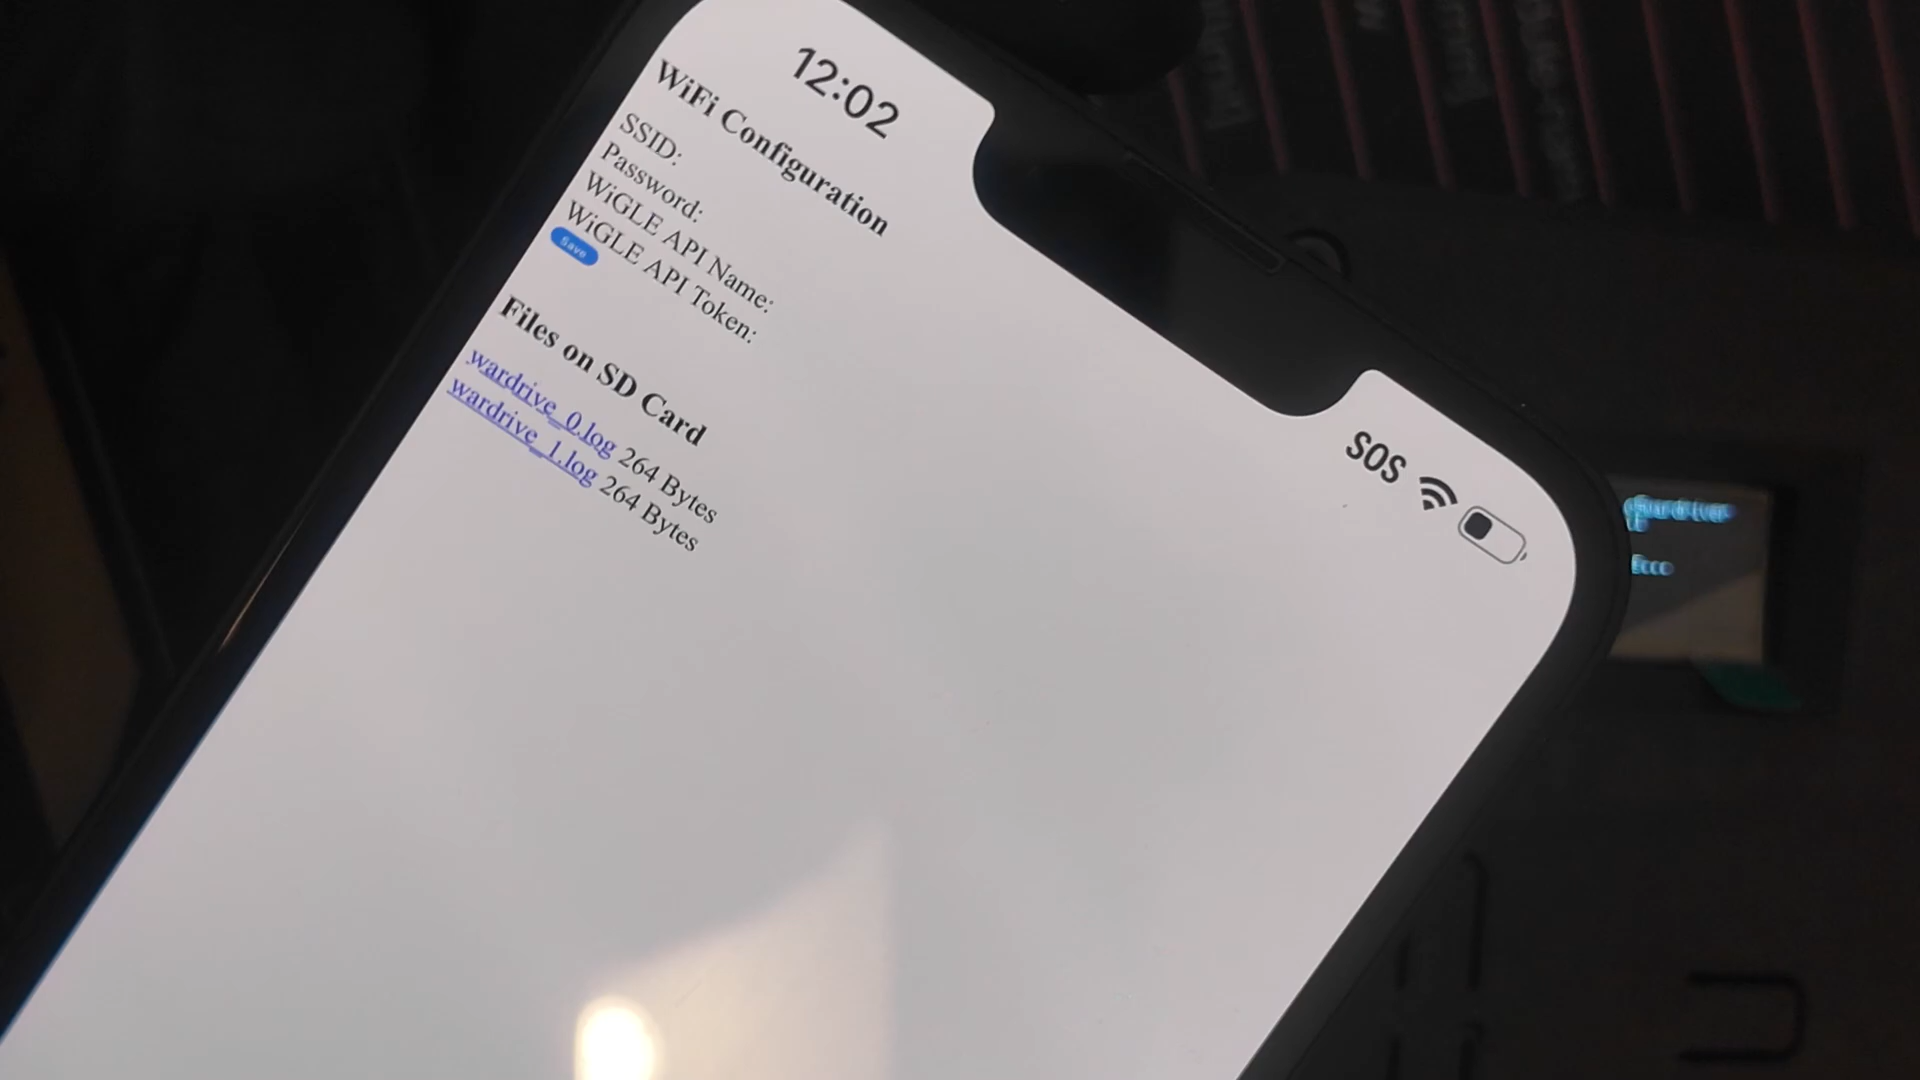 12:02
SOS
WiFi Configuration
SSID:
Password:
WiGLE API Name:
WiGLE API Token:
Save
Files on SD Card
wardrive_0.log 264 Bytes
wardrive_1.log 264 Bytes